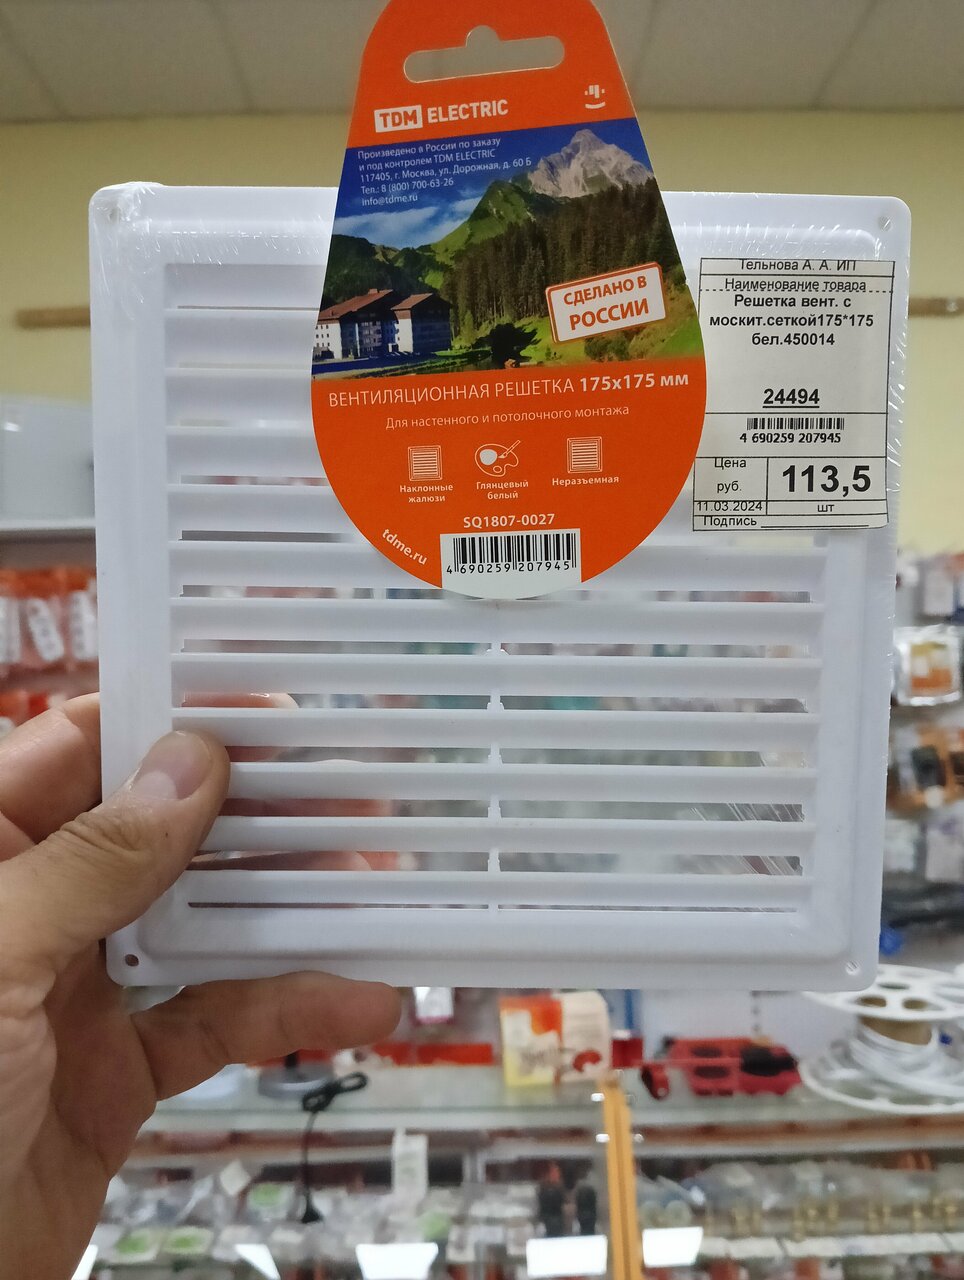 TDM ELECTRIC
Произведено в России по заказу
и под контролем TDM ELECTRIC
117405, г. Москва, ул. Дорожная, д. 60 Б
Тел.: 8 (800) 700-63-26
info@tdme.ru
СДЕЛАНО В
РОССИИ
ВЕНТИЛЯЦИОННАЯ РЕШЕТКА 175х175 мм
Для настенного и потолочного монтажа
Наклонные
жалюзи
Глянцевый
белый
Неразъемная
SQ1807-0027
tdme.ru
4 690259 207945
Тельнова А. А. ИП
Наименование товара
Решетка вент. с
москит.сеткой175*175
бел.450014
24494
4 690259 207945
Цена
руб.
113,5
11.03.2024
шт
Подпись